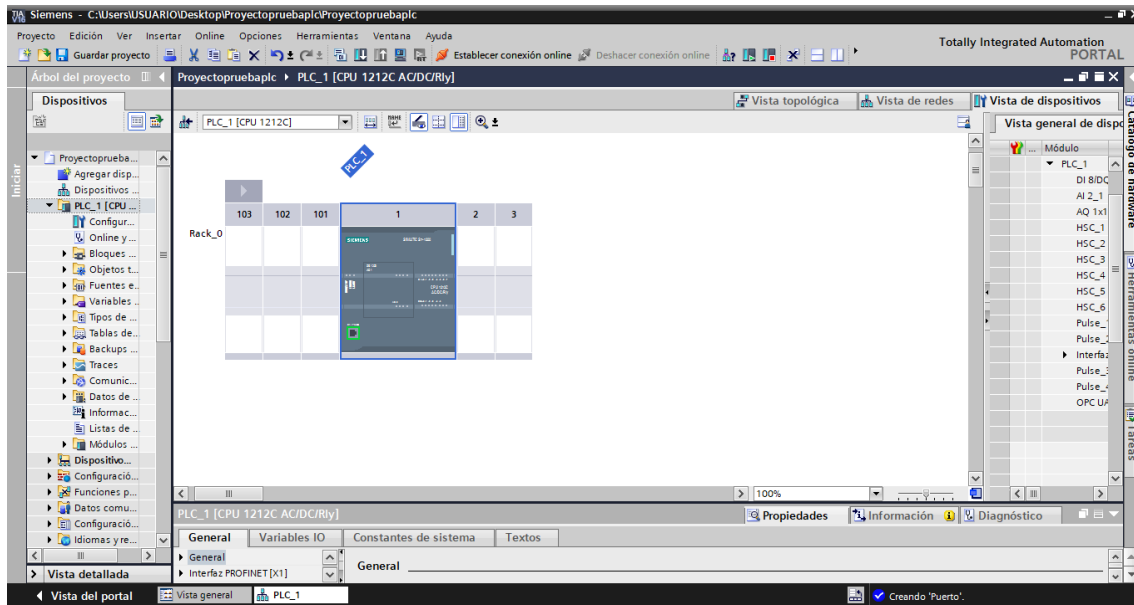 Siemens - C:\Users\USUARIO\Desktop\Proyectopruebaplc\Proyectopruebaplc
Proyecto Edición Ver Insertar Online Opciones Herramientas Ventana Ayuda
Totally Integrated Automation
PORTAL
Guardar proyecto Establecer conexión online Deshacer conexión online
Árbol del proyecto
Proyectopruebaplc PLC_1 [CPU 1212C AC/DC/Rly]
Dispositivos
Vista topológica Vista de redes Vista de dispositivos
PLC_1 [CPU 1212C]
Vista general de dispo
... Módulo
Iniciar
Proyectoprueba...
Agregar disp...
Dispositivos ...
PLC_1 [CPU ...
Configur...
Online y ...
Bloques ...
Objetos t...
Fuentes e..
Variables ..
Tipos de ...
Tablas de..
Backups ...
Traces
Comunic...
Datos de ..
Informac...
Listas de ..
Módulos ...
Dispositivo...
Configuració...
Funciones p...
Datos comu...
Configuració...
Idiomas y re...
Vista detallada
PLC_1
103 102 101 1 2 3
Rack_0
SIEMENS
PLC_1
DI 8/DQ
AI 2_1
AQ 1x1
HSC_1
HSC_2
HSC_3
HSC_4
HSC_5
HSC_6
Pulse_
Pulse_
Interfaz
Pulse_
Pulse_
OPC UA
Catálogo de hardware
Herramientas online
Tareas
100%
PLC_1 [CPU 1212C AC/DC/Rly]
Propiedades Información Diagnóstico
General Variables IO Constantes de sistema Textos
General
Interfaz PROFINET [X1]
General
Vista del portal Vista general PLC_1 Creando 'Puerto'.